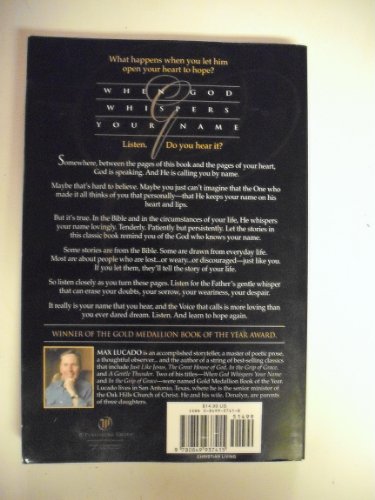 What happens when you let him
open your heart to hope?
WHEN GOD
WHISPERS
YOUR NAME
Listen. Do you hear it?
Somewhere, between the pages of this book and the pages of your heart,
God is speaking. And He is calling you by name.
Maybe that's hard to believe. Maybe you just can't imagine that the One who
made it all thinks of you that personally—that He keeps your name on his
heart and lips.
But it's true. In the Bible and in the circumstances of your life, He whispers
your name lovingly. Tenderly. Patiently but persistently. Let the stories in
this classic book remind you of the God who knows your name.
Some stories are from the Bible. Some are drawn from everyday life.
Most are about people who are lost...or weary...or discouraged—just like you.
If you let them, they'll tell the story of your life.
So listen closely as you turn these pages. Listen for the Father's gentle whisper
that can erase your doubts, your sorrow, your weariness, your despair.
It really is your name that you hear, and the Voice that calls is more loving than
you ever dared dream. Listen. And learn to hope again.
WINNER OF THE GOLD MEDALLION BOOK OF THE YEAR AWARD.
MAX LUCADO is an accomplished storyteller, a master of poetic prose,
a thoughtful observer... and the author of a string of best-selling classics
that include Just Like Jesus, The Great House of God, In the Grip of Grace,
and A Gentle Thunder. Two of his titles—When God Whispers Your Name
and In the Grip of Grace—were named Gold Medallion Book of the Year.
Lucado lives in San Antonio, Texas, where he is the senior minister of
the Oak Hills Church of Christ. He and his wife, Denalyn, are parents
of three daughters.
$14.99 US
51499
CHRISTIAN LIVING